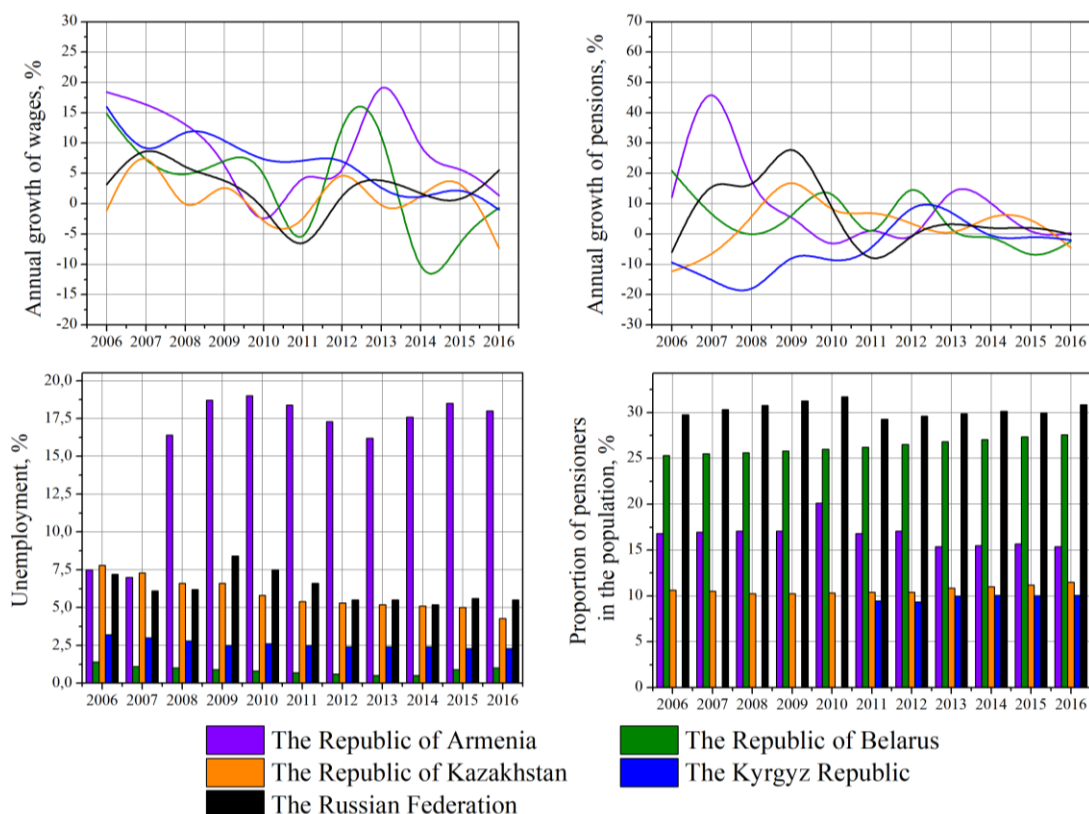 Annual growth of wages, %
30
25
20
15
10
5
0
-5
-10
-15
-20
2006 2007 2008 2009 2010 2011 2012 2013 2014 2015 2016
Annual growth of pensions, %
70
60
50
40
30
20
10
0
-10
-20
-30
2006 2007 2008 2009 2010 2011 2012 2013 2014 2015 2016
Unemployment, %
20,0
17,5
15,0
12,5
10,0
7,5
5,0
2,5
0,0
2006 2007 2008 2009 2010 2011 2012 2013 2014 2015 2016
Proportion of pensioners
in the population, %
30
25
20
15
10
5
0
2006 2007 2008 2009 2010 2011 2012 2013 2014 2015 2016
The Republic of Armenia
The Republic of Kazakhstan
The Russian Federation
The Republic of Belarus
The Kyrgyz Republic